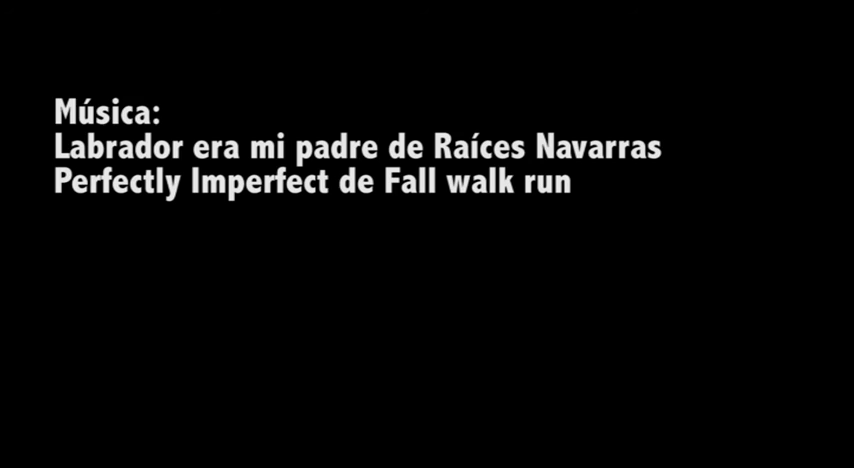 Música:
Labrador era mi padre de Raíces Navarras
Perfectly Imperfect de Fall walk run